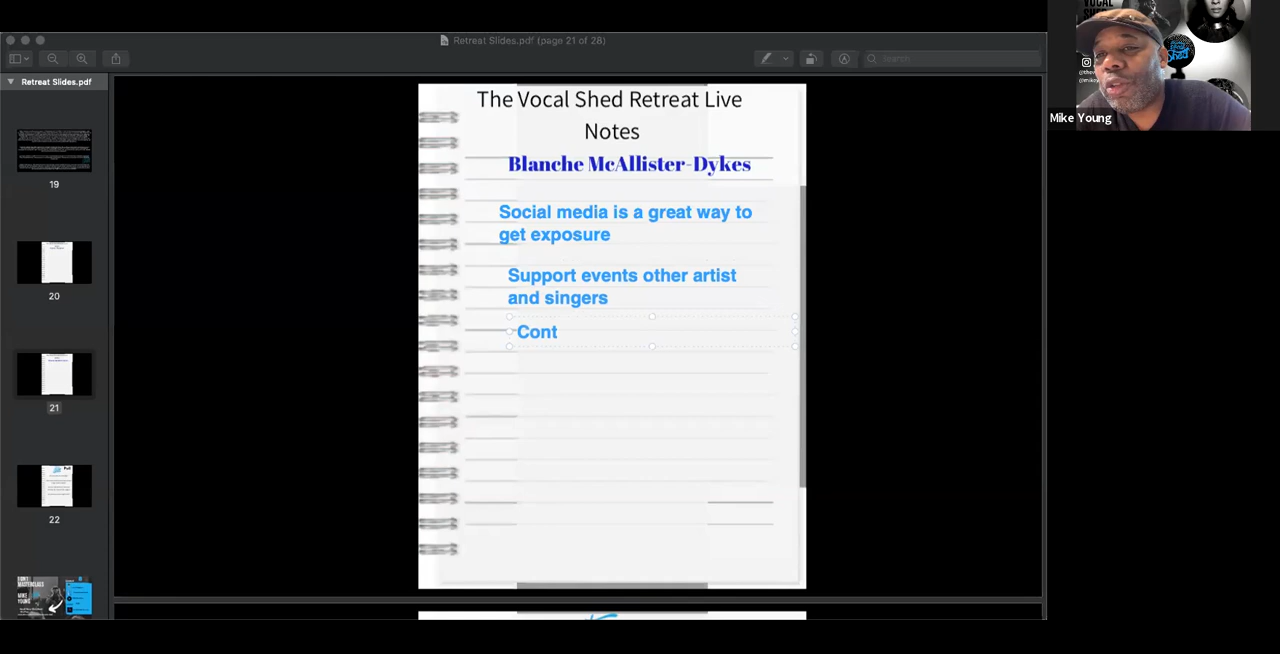 Retreat Slides.pdf (page 21 of 28)
Search
Retreat Slides.pdf
19
20
21
22
The Vocal Shed Retreat Live
Notes
Blanche McAllister-Dykes
Social media is a great way to
get exposure
Support events other artist
and singers
Cont
VOCAL
Mike Young